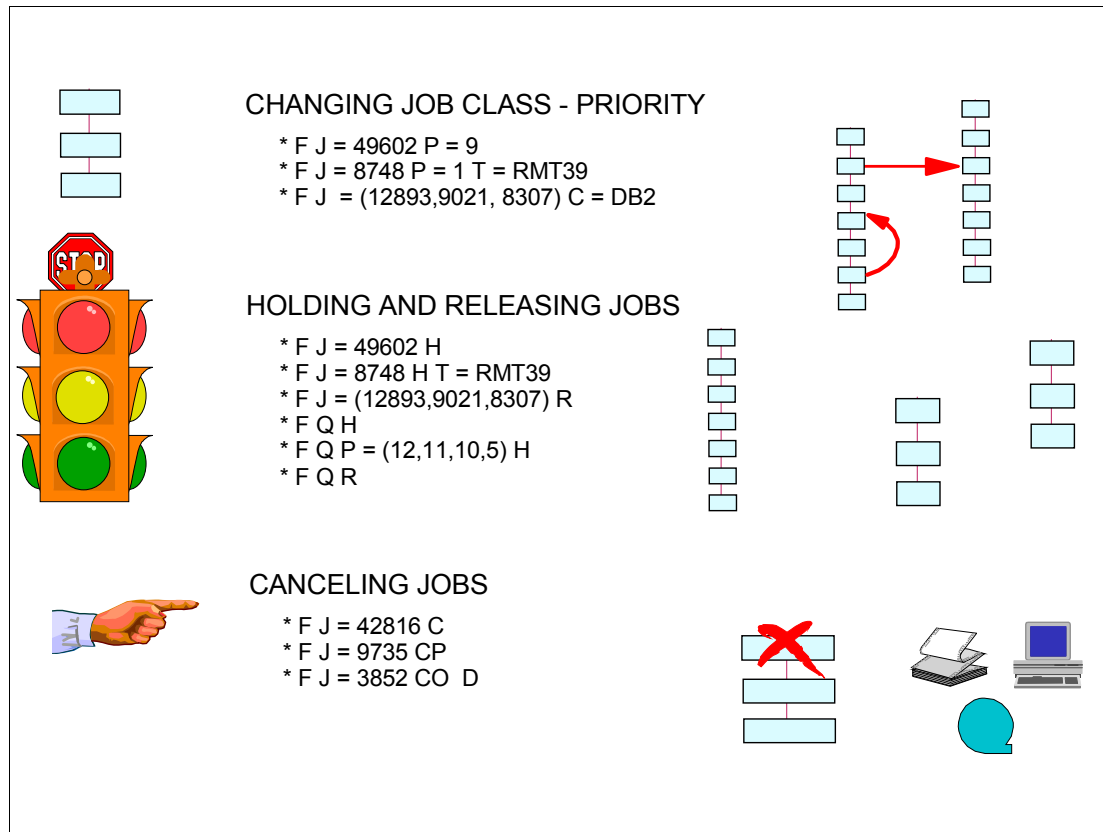 CHANGING JOB CLASS - PRIORITY
* F J = 49602 P = 9
* F J = 8748 P = 1 T = RMT39
* F J  = (12893,9021, 8307) C = DB2
STOP
HOLDING AND RELEASING JOBS
* F J = 49602 H
* F J = 8748 H T = RMT39
* F J = (12893,9021,8307) R
* F Q H
* F Q P = (12,11,10,5) H
* F Q R
CANCELING JOBS
* F J = 42816 C
* F J = 9735 CP
* F J = 3852 CO  D